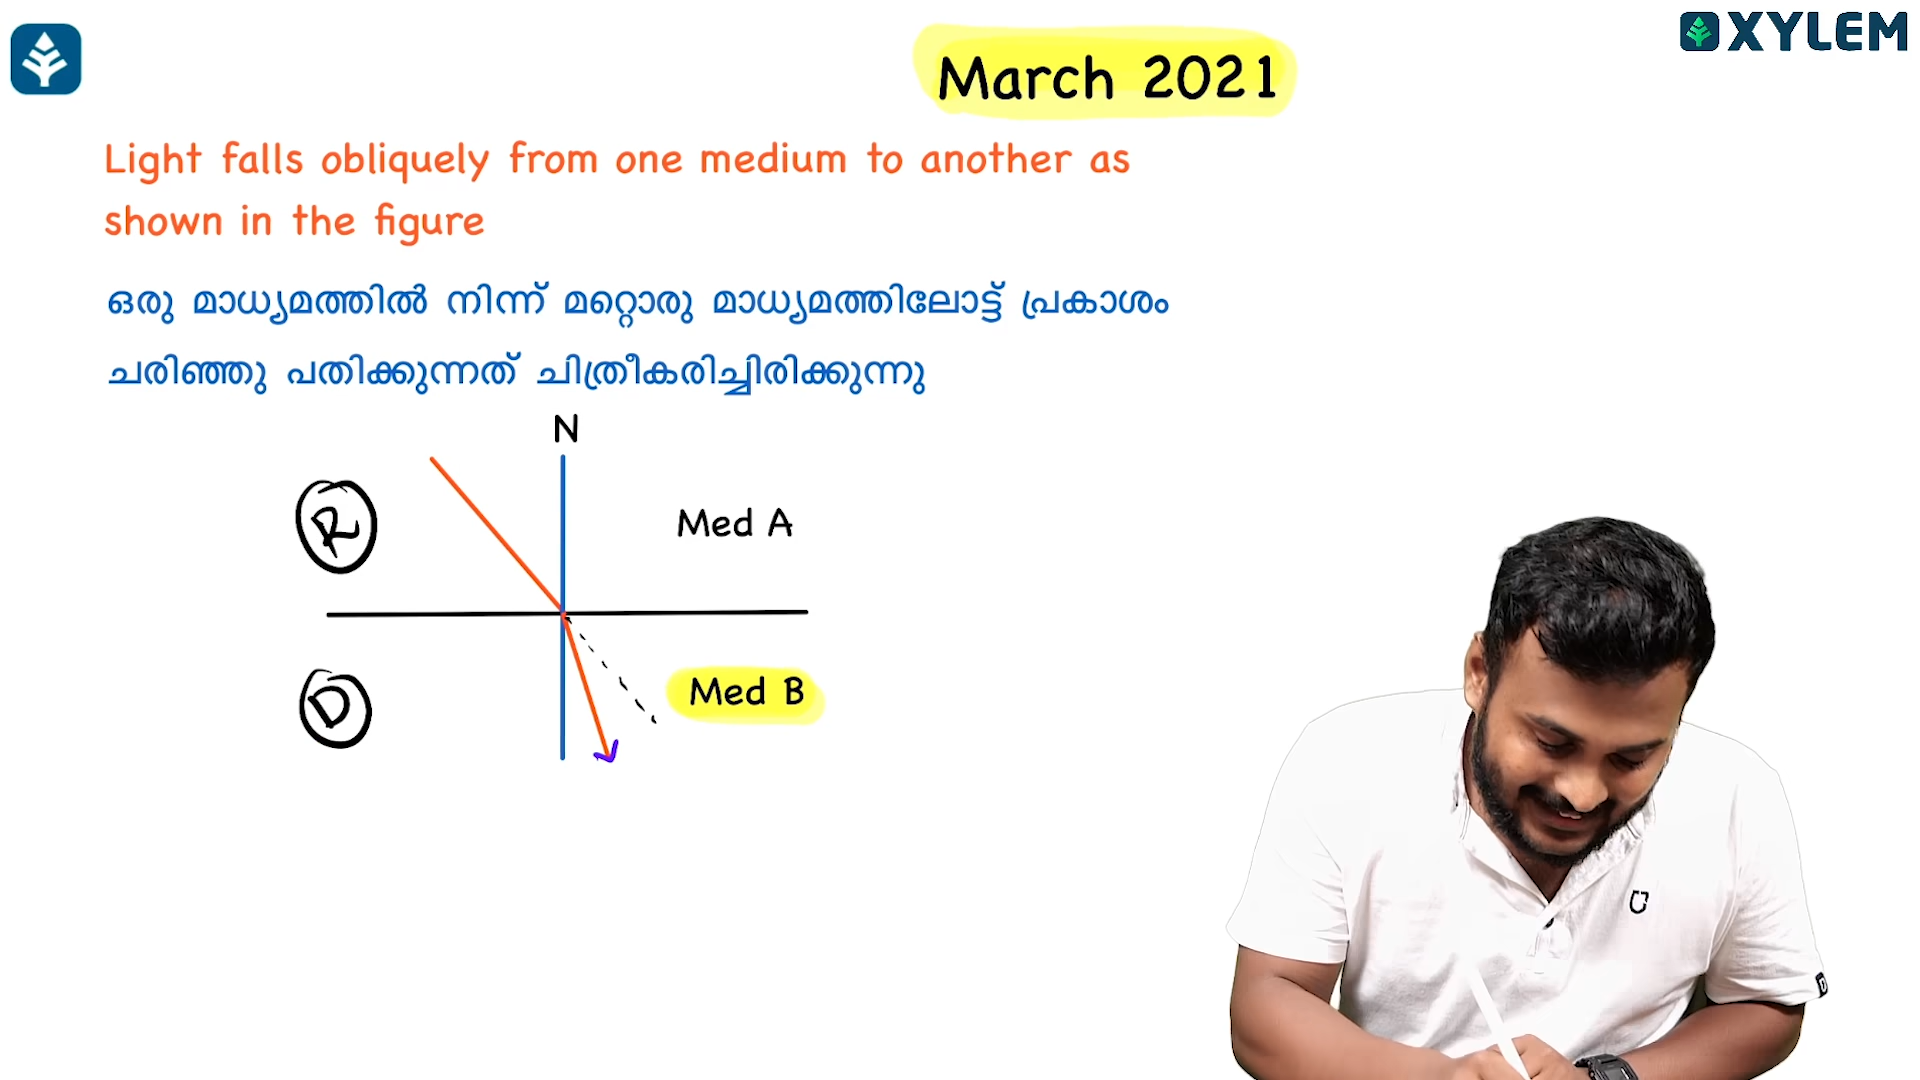 XYLEM
March 2021
Light falls obliquely from one medium to another as
shown in the figure
ഒരു മാധ്യമത്തിൽ നിന്ന് മറ്റൊരു മാധ്യമത്തിലോട്ട് പ്രകാശം
ചരിഞ്ഞു പതിക്കുന്നത് ചിത്രീകരിച്ചിരിക്കുന്നു
N
R
Med A
D
Med B